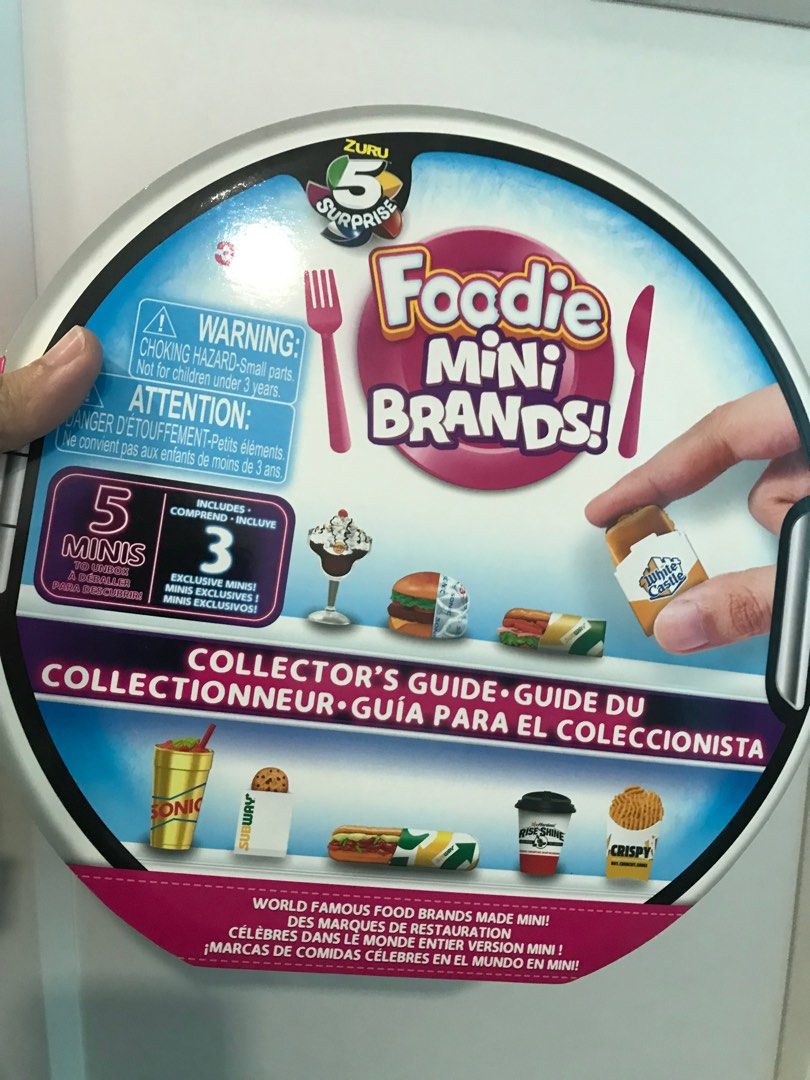 ZURU
5
SURPRISE
Foodie
MiNi
BRANDS!
WARNING:
CHOKING HAZARD-Small parts.
Not for children under 3 years.
ATTENTION:
DANGER D'ÉTOUFFEMENT-Petits éléments.
Ne convient pas aux enfants de moins de 3 ans
5
MINIS
TO UNBOX
À DÉBALLER
PARA DESCUBRIR!
INCLUDES •
COMPREND • INCLUYE
3
EXCLUSIVE MINIS!
MINIS EXCLUSIVES !
MINIS EXCLUSIVOS!
White
Castle
SUBWAY
COLLECTOR'S GUIDE • GUIDE DU
COLLECTIONNEUR • GUÍA PARA EL COLECCIONISTA
SONIC
SUBWAY
SUBWAY
RISE+SHINE
CRISPY
WORLD FAMOUS FOOD BRANDS MADE MINI!
DES MARQUES DE RESTAURATION
CÉLÈBRES DANS LE MONDE ENTIER VERSION MINI !
¡MARCAS DE COMIDAS CÉLEBRES EN EL MUNDO EN MINI!